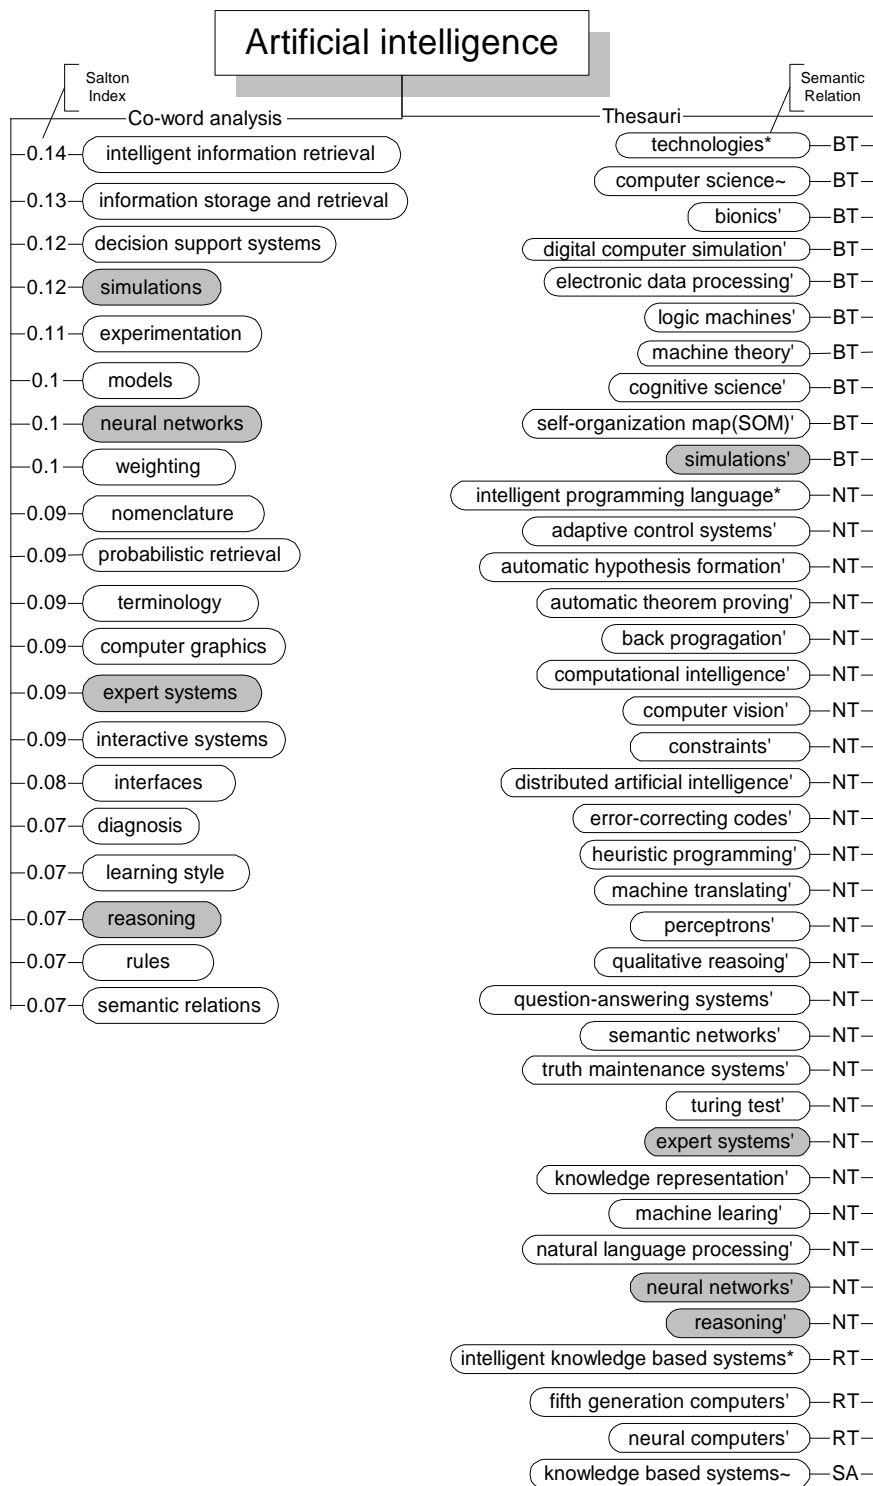 Artificial intelligence
Salton
Index
Semantic
Relation
Co-word analysis
0.14 intelligent information retrieval
0.13 information storage and retrieval
0.12 decision support systems
0.12 simulations
0.11 experimentation
0.1 models
0.1 neural networks
0.1 weighting
0.09 nomenclature
0.09 probabilistic retrieval
0.09 terminology
0.09 computer graphics
0.09 expert systems
0.09 interactive systems
0.08 interfaces
0.07 diagnosis
0.07 learning style
0.07 reasoning
0.07 rules
0.07 semantic relations
Thesauri
technologies* BT
computer science~ BT
bionics' BT
digital computer simulation' BT
electronic data processing' BT
logic machines' BT
machine theory' BT
cognitive science' BT
self-organization map(SOM)' BT
simulations' BT
intelligent programming language* NT
adaptive control systems' NT
automatic hypothesis formation' NT
automatic theorem proving' NT
back progragation' NT
computational intelligence' NT
computer vision' NT
constraints' NT
distributed artificial intelligence' NT
error-correcting codes' NT
heuristic programming' NT
machine translating' NT
perceptrons' NT
qualitative reasoing' NT
question-answering systems' NT
semantic networks' NT
truth maintenance systems' NT
turing test' NT
expert systems' NT
knowledge representation' NT
machine learing' NT
natural language processing' NT
neural networks' NT
reasoning' NT
intelligent knowledge based systems* RT
fifth generation computers' RT
neural computers' RT
knowledge based systems~ SA